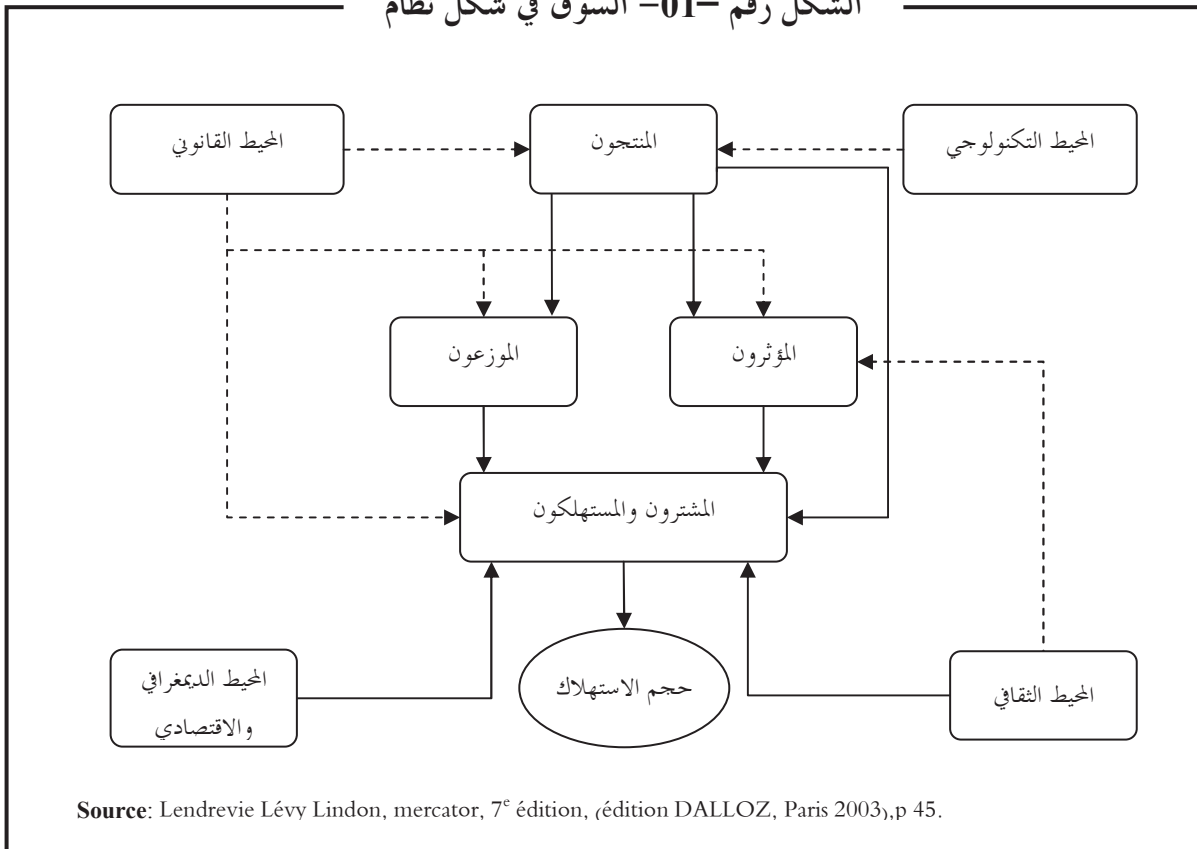 الشكل رقم –01– السوق في شكل نظام
المحيط القانوني
المنتجون
المحيط التكنولوجي
الموزعون
المؤثرون
المشترون والمستهلكون
المحيط الديمغرافي
والاقتصادي
حجم الاستهلاك
المحيط الثقافي
Source: Lendrevie Lévy Lindon, mercator, 7e édition, (édition DALLOZ, Paris 2003),p 45.